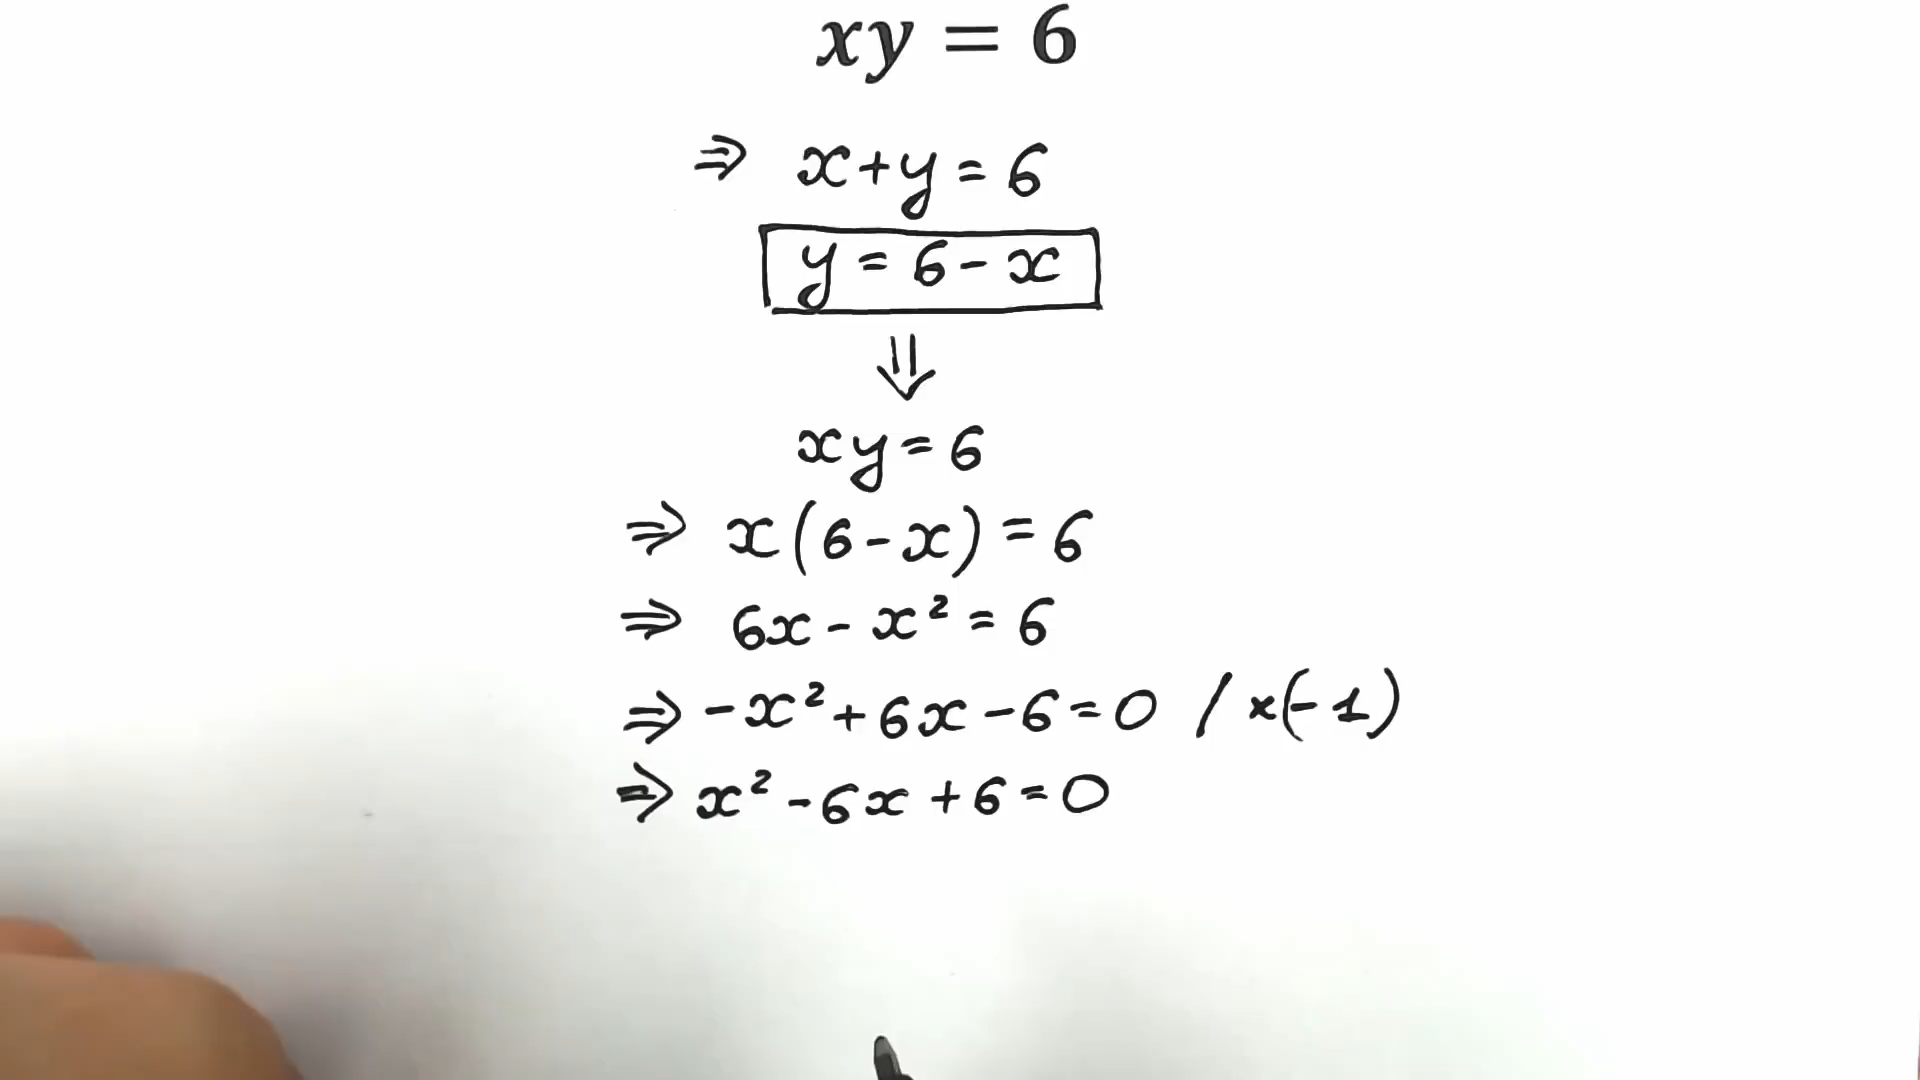 xy = 6
⇒ x+y=6
y = 6 - x
⇓
xy=6
⇒ x(6-x) = 6
⇒ 6x - x² = 6
⇒ -x²+6x-6=0 / ×(-1)
⇒ x²-6x+6=0